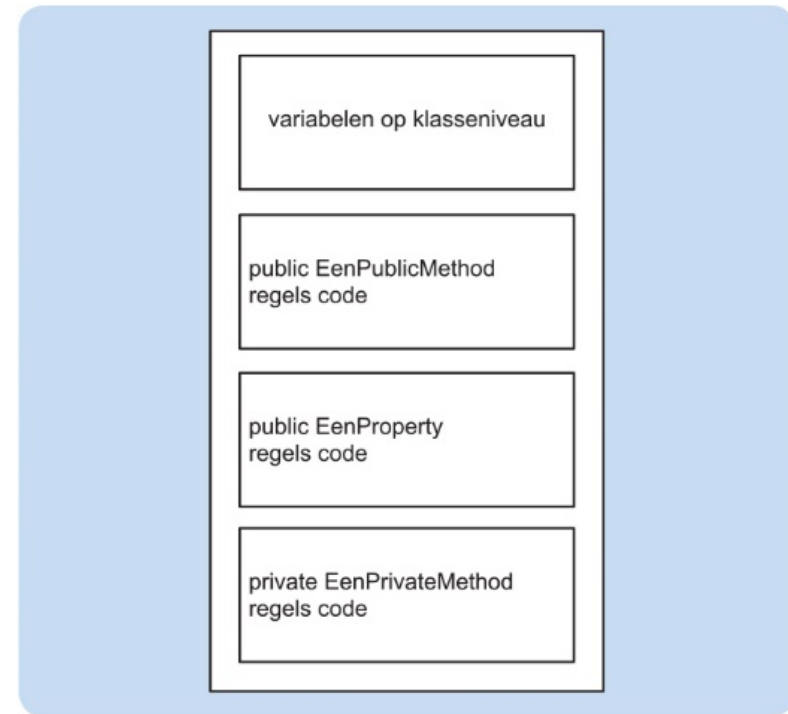 variabelen op klasseniveau
public EenPublicMethod
regels code
public EenProperty
regels code
private EenPrivateMethod
regels code